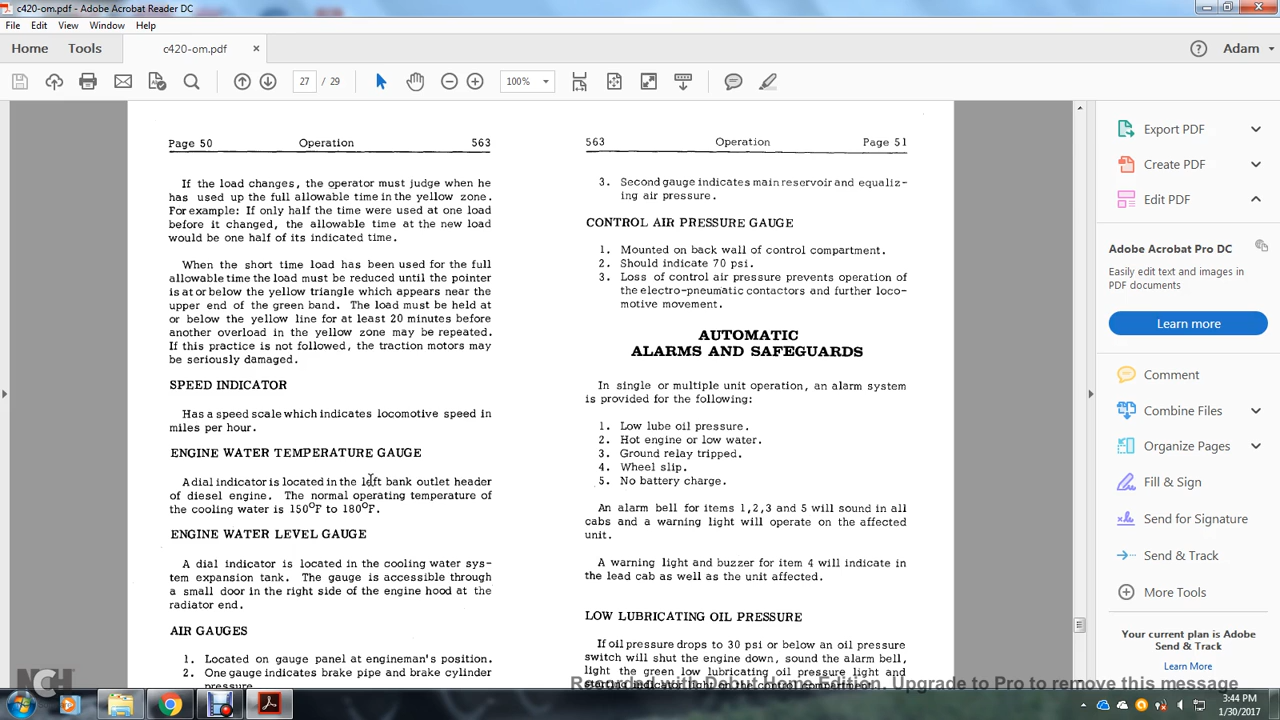 c420-om.pdf - Adobe Acrobat Reader DC
File Edit View Window Help
Home Tools c420-om.pdf × Adam
27 / 29 100%
Page 50 Operation 563
If the load changes, the operator must judge when he
has used up the full allowable time in the yellow zone.
For example: If only half the time were used at one load
before it changed, the allowable time at the new load
would be one half of its indicated time.
When the short time load has been used for the full
allowable time the load must be reduced until the pointer
is at or below the yellow triangle which appears near the
upper end of the green band. The load must be held at
or below the yellow line for at least 20 minutes before
another overload in the yellow zone may be repeated.
If this practice is not followed, the traction motors may
be seriously damaged.
SPEED INDICATOR
Has a speed scale which indicates locomotive speed in
miles per hour.
ENGINE WATER TEMPERATURE GAUGE
A dial indicator is located in the left bank outlet header
of diesel engine. The normal operating temperature of
the cooling water is 150°F to 180°F.
ENGINE WATER LEVEL GAUGE
A dial indicator is located in the cooling water sys-
tem expansion tank. The gauge is accessible through
a small door in the right side of the engine hood at the
radiator end.
AIR GAUGES
1. Located on gauge panel at engineman's position.
2. One gauge indicates brake pipe and brake cylinder
pressure.
563 Operation Page 51
3. Second gauge indicates main reservoir and equaliz-
ing air pressure.
CONTROL AIR PRESSURE GAUGE
1. Mounted on back wall of control compartment.
2. Should indicate 70 psi.
3. Loss of control air pressure prevents operation of
the electro-pneumatic contactors and further loco-
motive movement.
AUTOMATIC
ALARMS AND SAFEGUARDS
In single or multiple unit operation, an alarm system
is provided for the following:
1. Low lube oil pressure.
2. Hot engine or low water.
3. Ground relay tripped.
4. Wheel slip.
5. No battery charge.
An alarm bell for items 1,2,3 and 5 will sound in all
cabs and a warning light will operate on the affected
unit.
A warning light and buzzer for item 4 will indicate in
the lead cab as well as the unit affected.
LOW LUBRICATING OIL PRESSURE
If oil pressure drops to 30 psi or below an oil pressure
switch will shut the engine down, sound the alarm bell,
light the green low lubricating oil pressure light and
Export PDF
Create PDF
Edit PDF
Adobe Acrobat Pro DC
Easily edit text and images in
PDF documents
Learn more
Comment
Combine Files
Organize Pages
Fill & Sign
Send for Signature
Send & Track
More Tools
Your current plan is Adobe
Send & Track
Learn More
NCH
Recorded with Debut Home Edition. Upgrade to Pro to remove this message
3:44 PM
1/30/2017